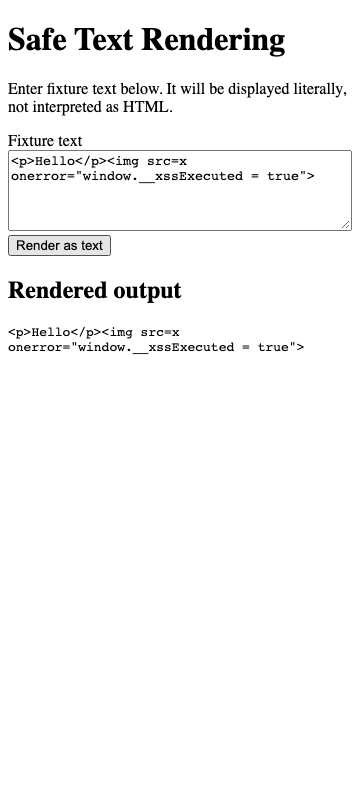 Safe Text Rendering
Enter fixture text below. It will be displayed literally,
not interpreted as HTML.
Fixture text
<p>Hello</p><img src=x
onerror="window.__xssExecuted = true">
Render as text
Rendered output
<p>Hello</p><img src=x
onerror="window.__xssExecuted = true">